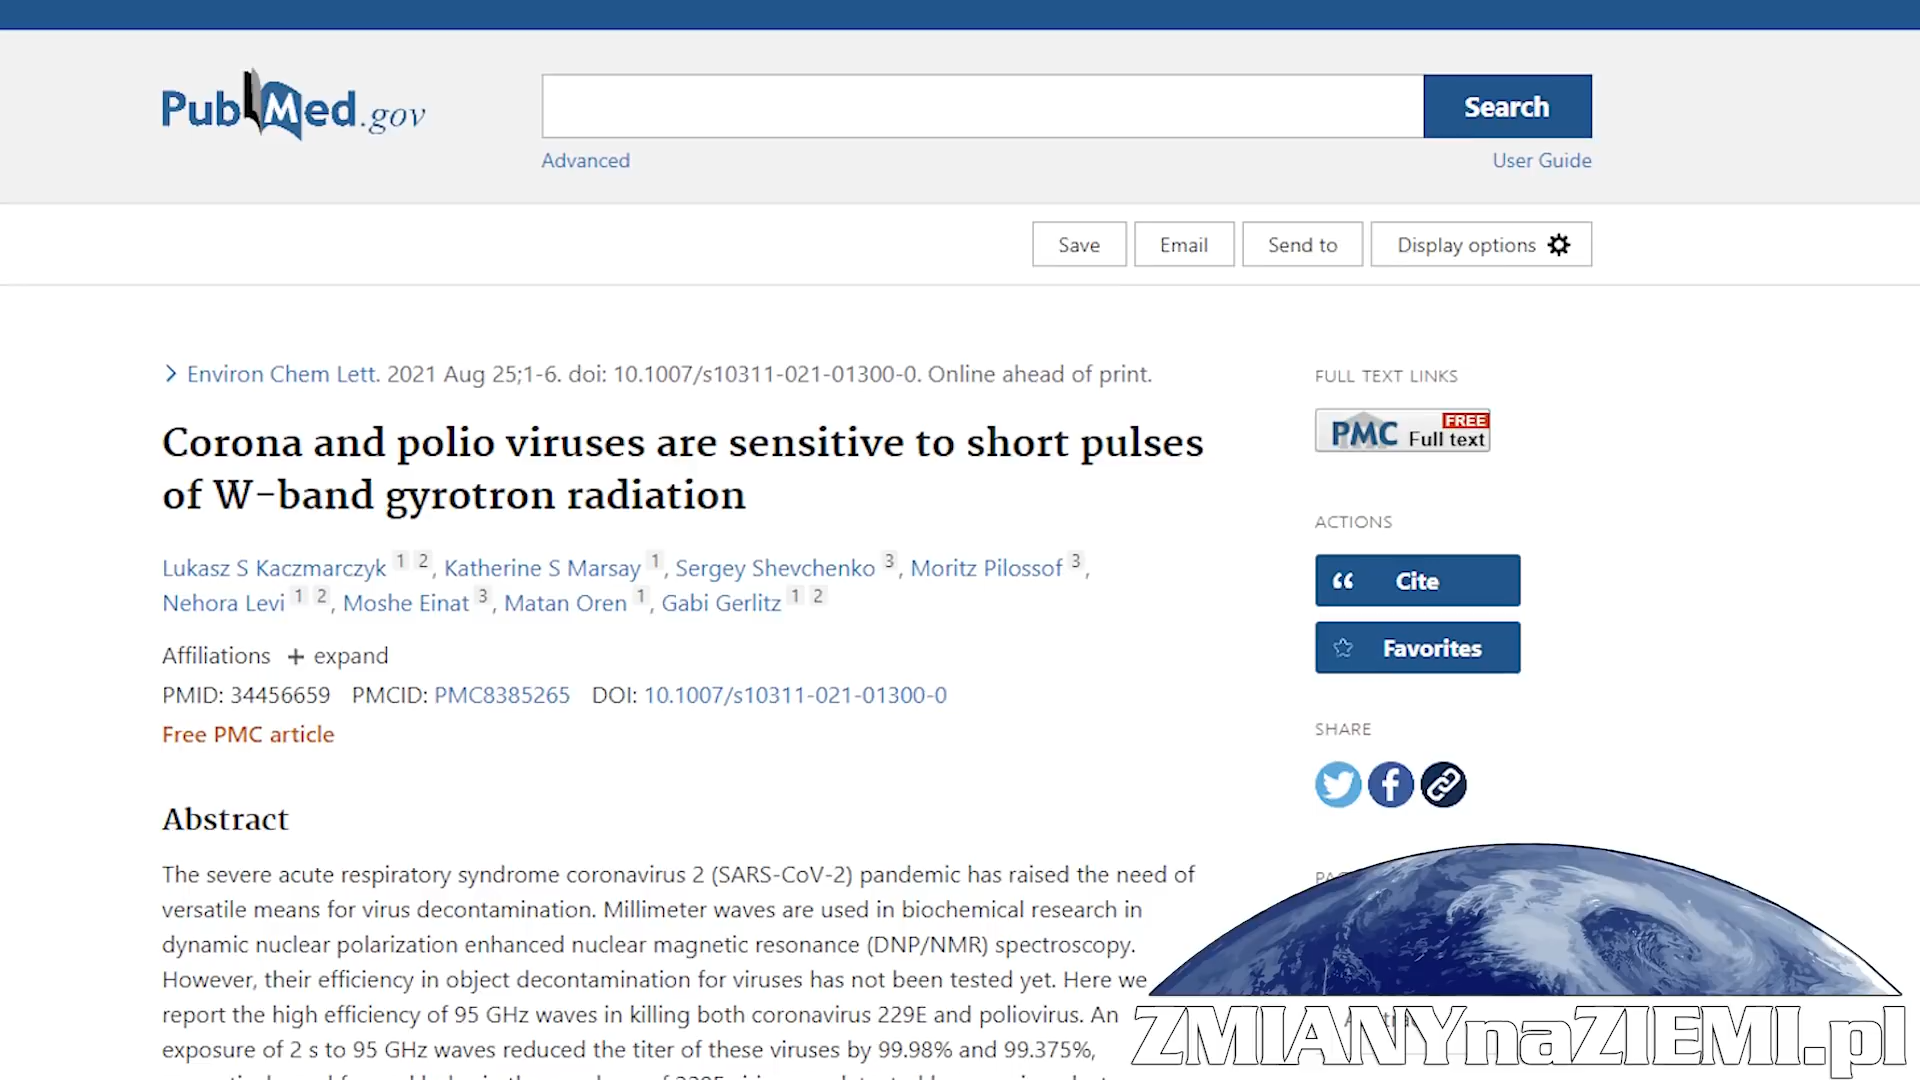 PubMed.gov
Search
Advanced
User Guide
Save
Email
Send to
Display options
Environ Chem Lett. 2021 Aug 25;1-6. doi: 10.1007/s10311-021-01300-0. Online ahead of print.
Corona and polio viruses are sensitive to short pulses
of W-band gyrotron radiation
Lukasz S Kaczmarczyk 1 2, Katherine S Marsay 1, Sergey Shevchenko 3, Moritz Pilossof 3,
Nehora Levi 1 2, Moshe Einat 3, Matan Oren 1, Gabi Gerlitz 1 2
Affiliations + expand
PMID: 34456659 PMCID: PMC8385265 DOI: 10.1007/s10311-021-01300-0
Free PMC article
Abstract
The severe acute respiratory syndrome coronavirus 2 (SARS-CoV-2) pandemic has raised the need of
versatile means for virus decontamination. Millimeter waves are used in biochemical research in
dynamic nuclear polarization enhanced nuclear magnetic resonance (DNP/NMR) spectroscopy.
However, their efficiency in object decontamination for viruses has not been tested yet. Here we
report the high efficiency of 95 GHz waves in killing both coronavirus 229E and poliovirus. An
exposure of 2 s to 95 GHz waves reduced the titer of these viruses by 99.98% and 99.375%,
FULL TEXT LINKS
PMC FREE Full text
ACTIONS
Cite
Favorites
SHARE
ZMIANYnaZIEMI.pl